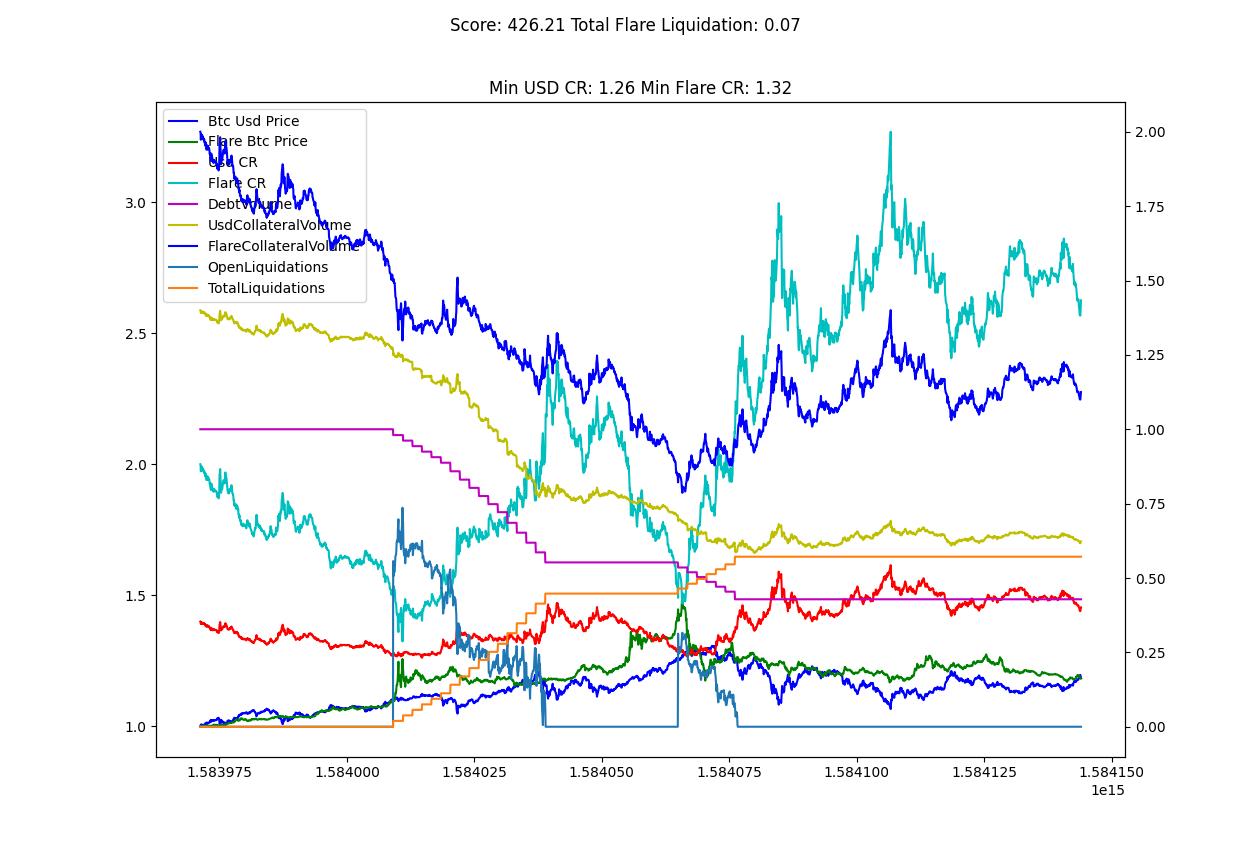 Score: 426.21 Total Flare Liquidation: 0.07
Min USD CR: 1.26 Min Flare CR: 1.32
Btc Usd Price
Flare Btc Price
Usd CR
Flare CR
DebtVolume
UsdCollateralVolume
FlareCollateralVolume
OpenLiquidations
TotalLiquidations
3.0
2.5
2.0
1.5
1.0
2.00
1.75
1.50
1.25
1.00
0.75
0.50
0.25
0.00
1.583975 1.584000 1.584025 1.584050 1.584075 1.584100 1.584125 1.584150
1e15